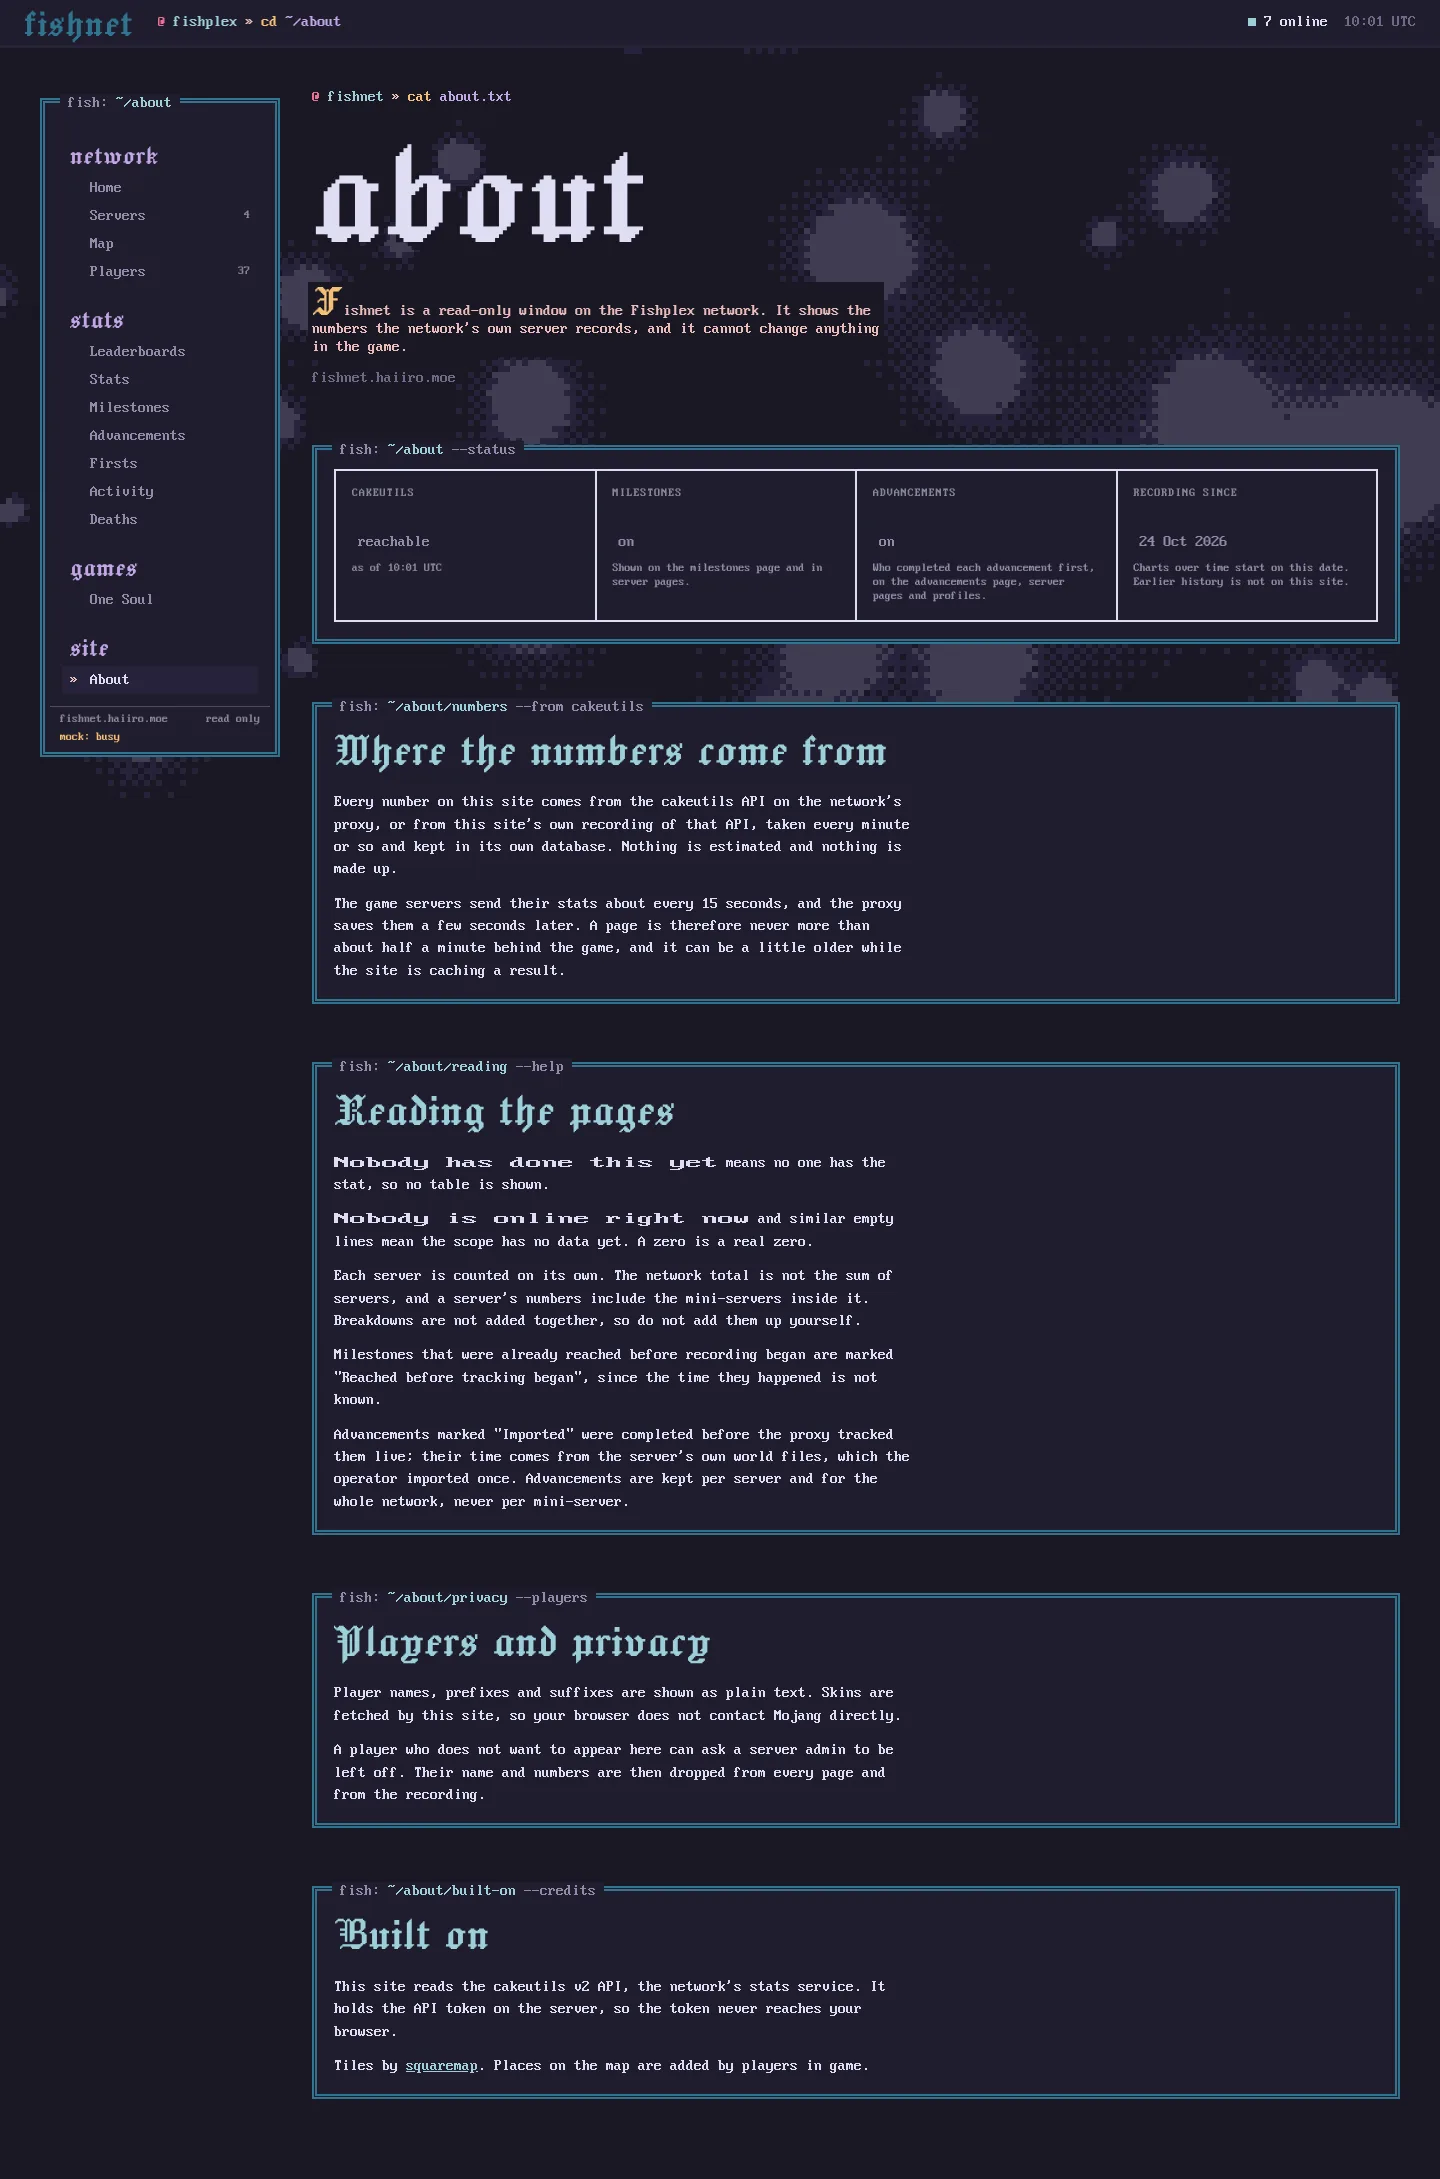 fishnet
@ fishplex » cd ~/about
7 online 10:01 UTC
fish: ~/about
network
Home
Servers 4
Map
Players 37
stats
Leaderboards
Stats
Milestones
Advancements
Firsts
Activity
Deaths
games
One Soul
site
» About
fishnet.haiiro.moe read only
mock: busy
@ fishnet » cat about.txt
about
Fishnet is a read-only window on the Fishplex network. It shows the
numbers the network's own server records, and it cannot change anything
in the game.
fishnet.haiiro.moe
fish: ~/about --status
CAKEUTILS
reachable
as of 10:01 UTC
MILESTONES
on
Shown on the milestones page and in
server pages.
ADVANCEMENTS
on
Who completed each advancement first,
on the advancements page, server
pages and profiles.
RECORDING SINCE
24 Oct 2026
Charts over time start on this date.
Earlier history is not on this site.
fish: ~/about/numbers --from cakeutils
Where the numbers come from
Every number on this site comes from the cakeutils API on the network's
proxy, or from this site's own recording of that API, taken every minute
or so and kept in its own database. Nothing is estimated and nothing is
made up.
The game servers send their stats about every 15 seconds, and the proxy
saves them a few seconds later. A page is therefore never more than
about half a minute behind the game, and it can be a little older while
the site is caching a result.
fish: ~/about/reading --help
Reading the pages
Nobody has done this yet means no one has the
stat, so no table is shown.
Nobody is online right now and similar empty
lines mean the scope has no data yet. A zero is a real zero.
Each server is counted on its own. The network total is not the sum of
servers, and a server's numbers include the mini-servers inside it.
Breakdowns are not added together, so do not add them up yourself.
Milestones that were already reached before recording began are marked
"Reached before tracking began", since the time they happened is not
known.
Advancements marked "Imported" were completed before the proxy tracked
them live; their time comes from the server's own world files, which the
operator imported once. Advancements are kept per server and for the
whole network, never per mini-server.
fish: ~/about/privacy --players
Players and privacy
Player names, prefixes and suffixes are shown as plain text. Skins are
fetched by this site, so your browser does not contact Mojang directly.
A player who does not want to appear here can ask a server admin to be
left off. Their name and numbers are then dropped from every page and
from the recording.
fish: ~/about/built-on --credits
Built on
This site reads the cakeutils v2 API, the network's stats service. It
holds the API token on the server, so the token never reaches your
browser.
Tiles by squaremap. Places on the map are added by players in game.